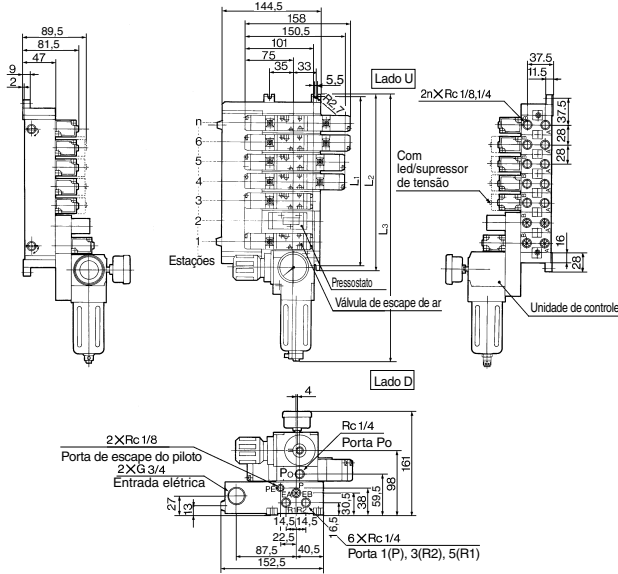 144,5
158
150,5
101
75
35
33
5,5
R2,7
Lado U
89,5
81,5
47
9
2
n
6
5
4
3
2
1
Estações
L1
L2
L3
Pressostato
Válvula de escape de ar
Lado D
37.5
11.5
2n×Rc 1/8,1/4
37.5
28
28
Com
led/supressor
de tensão
16
28
Unidade de controle
4
2×Rc 1/8
Porta de escape do piloto
2×G 3/4
Entrada elétrica
Rc 1/4
Porta Po
Po
P
PE
EA
EB
R1
R2
27
13
14,5
14,5
22,5
87,5
40,5
152,5
16,5
30,5
38
59,5
98
161
6×Rc 1/4
Porta 1(P), 3(R2), 5(R1)